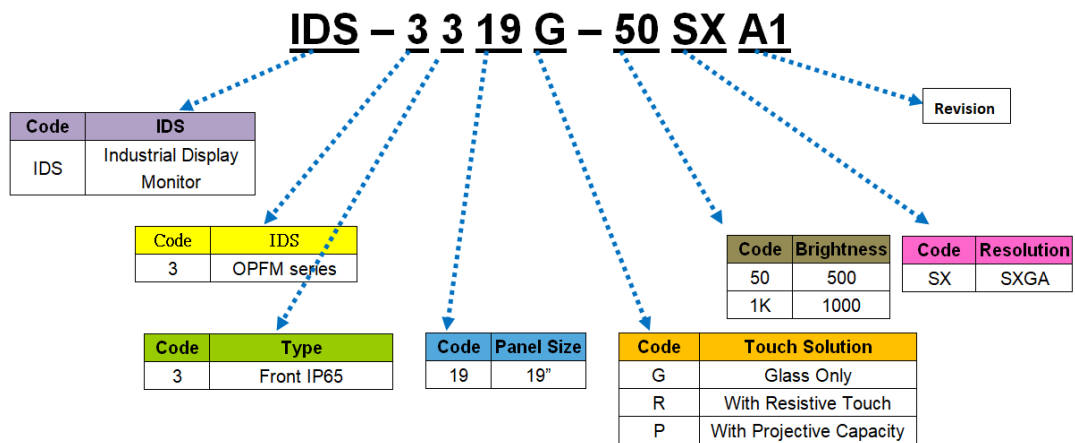 IDS – 3 3 19 G – 50 SX A1
Revision
Code IDS
IDS Industrial Display
Monitor
Code IDS
3 OPFM series
Code Brightness
50 500
1K 1000
Code Resolution
SX SXGA
Code Type
3 Front IP65
Code Panel Size
19 19”
Code Touch Solution
G Glass Only
R With Resistive Touch
P With Projective Capacity